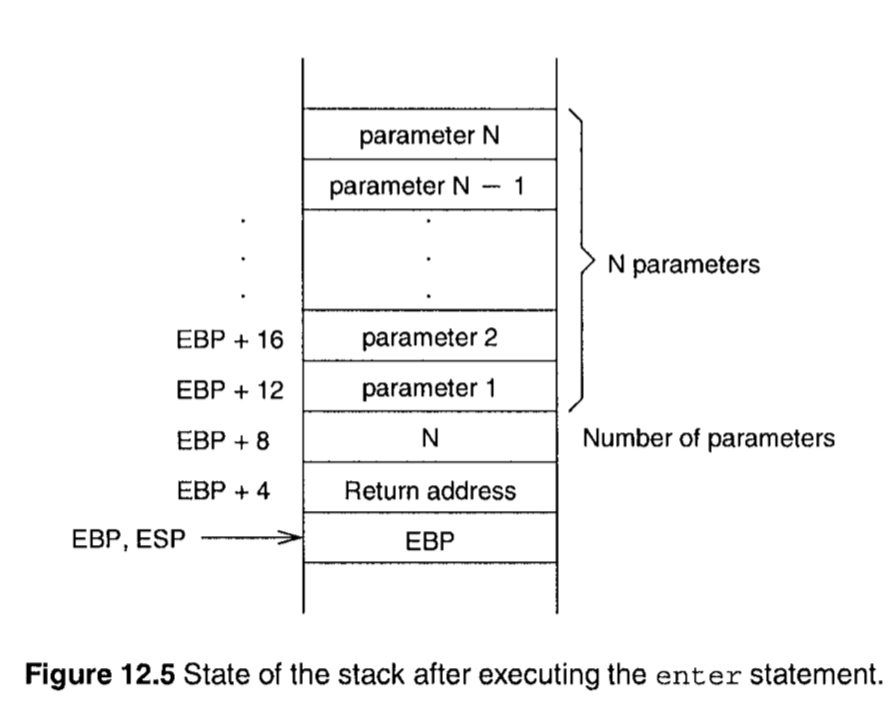 parameter N
parameter N − 1
N parameters
EBP + 16 parameter 2
EBP + 12 parameter 1
EBP + 8 N Number of parameters
EBP + 4 Return address
EBP, ESP EBP
Figure 12.5 State of the stack after executing the enter statement.